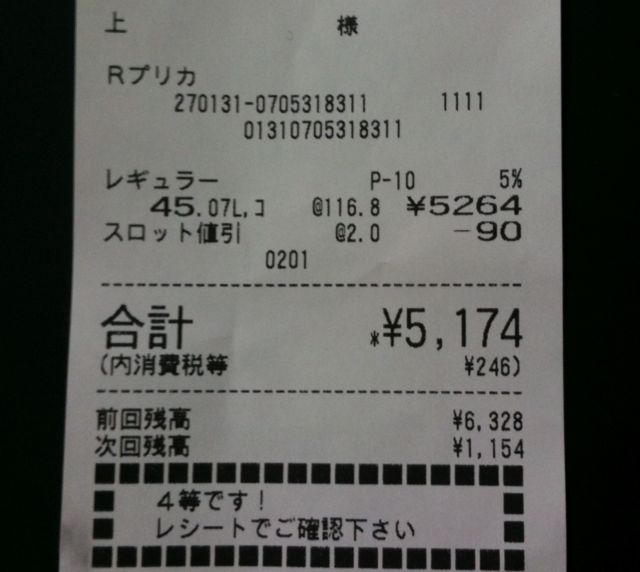 上 様
Rプリカ
270131-0705318311 1111
01310705318311
レギュラー P-10 5%
45.07L,コ @116.8 ¥5264
スロット値引 @2.0 -90
0201
合計 *¥5,174
(内消費税等 ¥246)
前回残高 ¥6,328
次回残高 ¥1,154
4等です!
レシートでご確認下さい